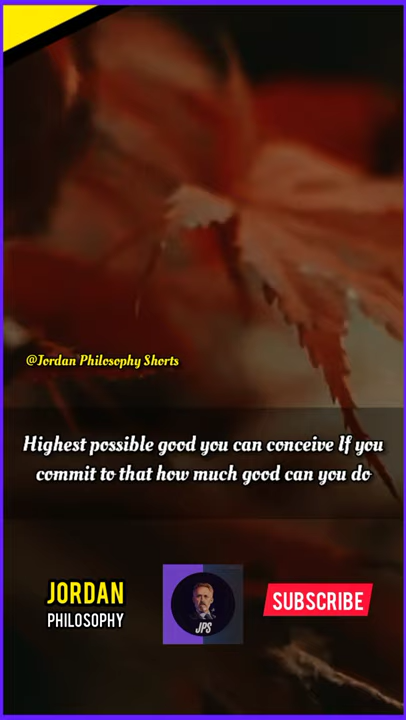 @Jordan Philosophy Shorts
Highest possible good you can conceive If you
commit to that how much good can you do
JORDAN
PHILOSOPHY
JPS
SUBSCRIBE